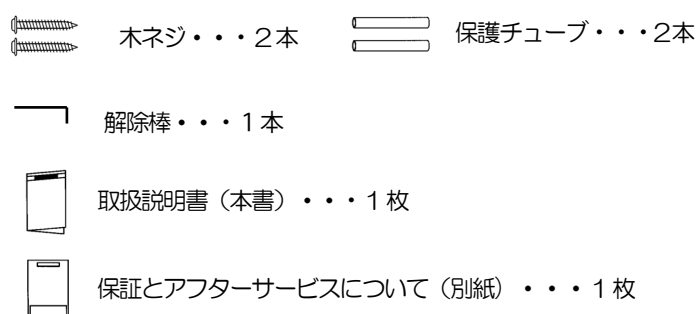 木ネジ・・・２本
保護チューブ・・・2本
解除棒・・・１本
取扱説明書（本書）・・・１枚
保証とアフターサービスについて（別紙）・・・１枚